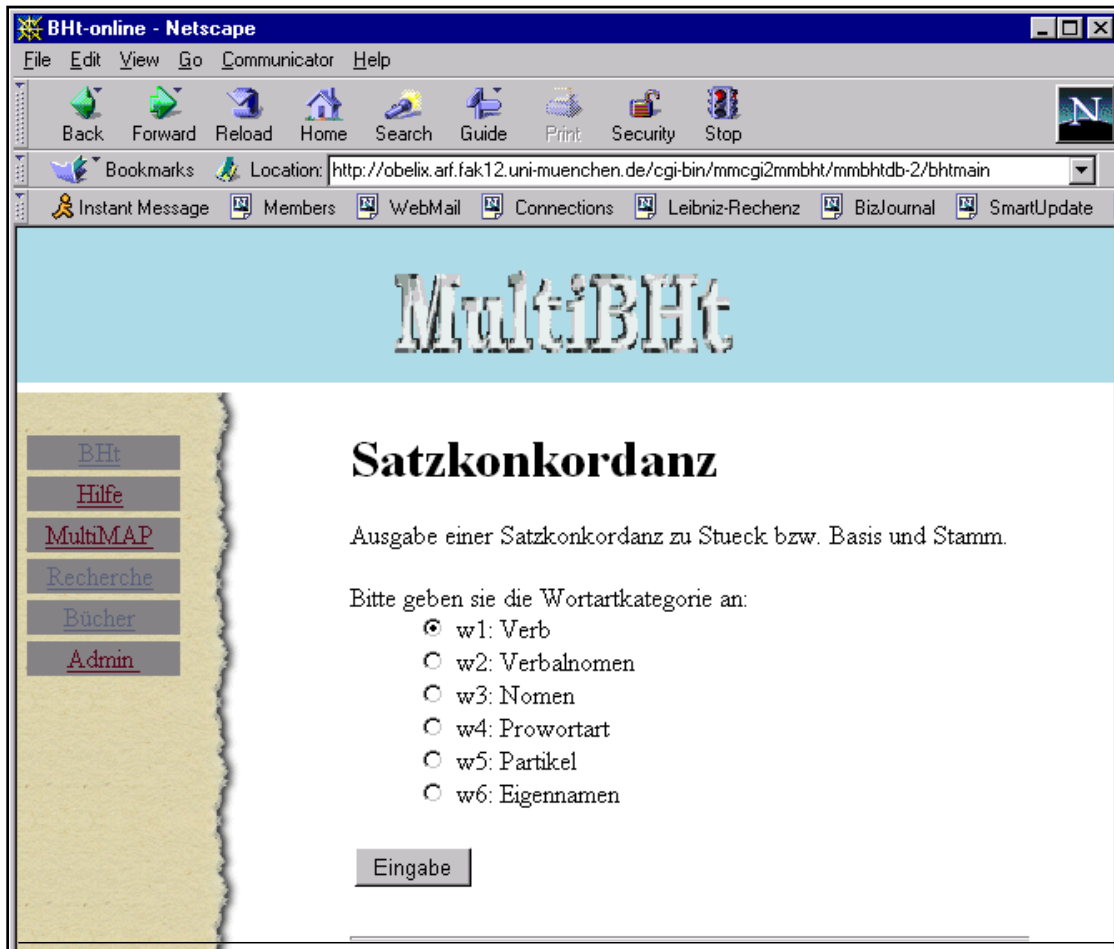 BHt-online - Netscape
File Edit View Go Communicator Help
Back Forward Reload Home Search Guide Print Security Stop
N
Bookmarks Location: http://obelix.arf.fak12.uni-muenchen.de/cgi-bin/mmcgi2mmbht/mmbhtdb-2/bhtmain
Instant Message Members WebMail Connections Leibniz-Rechenz BizJournal SmartUpdate
MultiBHt
BHt
Hilfe
MultiMAP
Recherche
Bücher
Admin
Satzkonkordanz
Ausgabe einer Satzkonkordanz zu Stueck bzw. Basis und Stamm.
Bitte geben sie die Wortartkategorie an:
w1: Verb
w2: Verbalnomen
w3: Nomen
w4: Prowortart
w5: Partikel
w6: Eigennamen
Eingabe